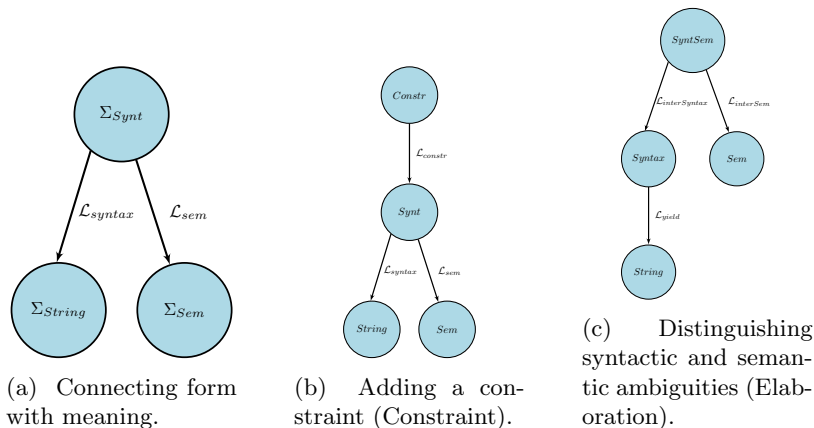 Σ_Synt
ℒ_syntax ℒ_sem
Σ_String Σ_Sem
(a) Connecting form
with meaning.
Constr
ℒ_constr
Synt
ℒ_syntax ℒ_sem
String Sem
(b) Adding a con-
straint (Constraint).
SyntSem
ℒ_interSyntax ℒ_interSem
Syntax Sem
ℒ_yield
String
(c) Distinguishing
syntactic and seman-
tic ambiguities (Elab-
oration).